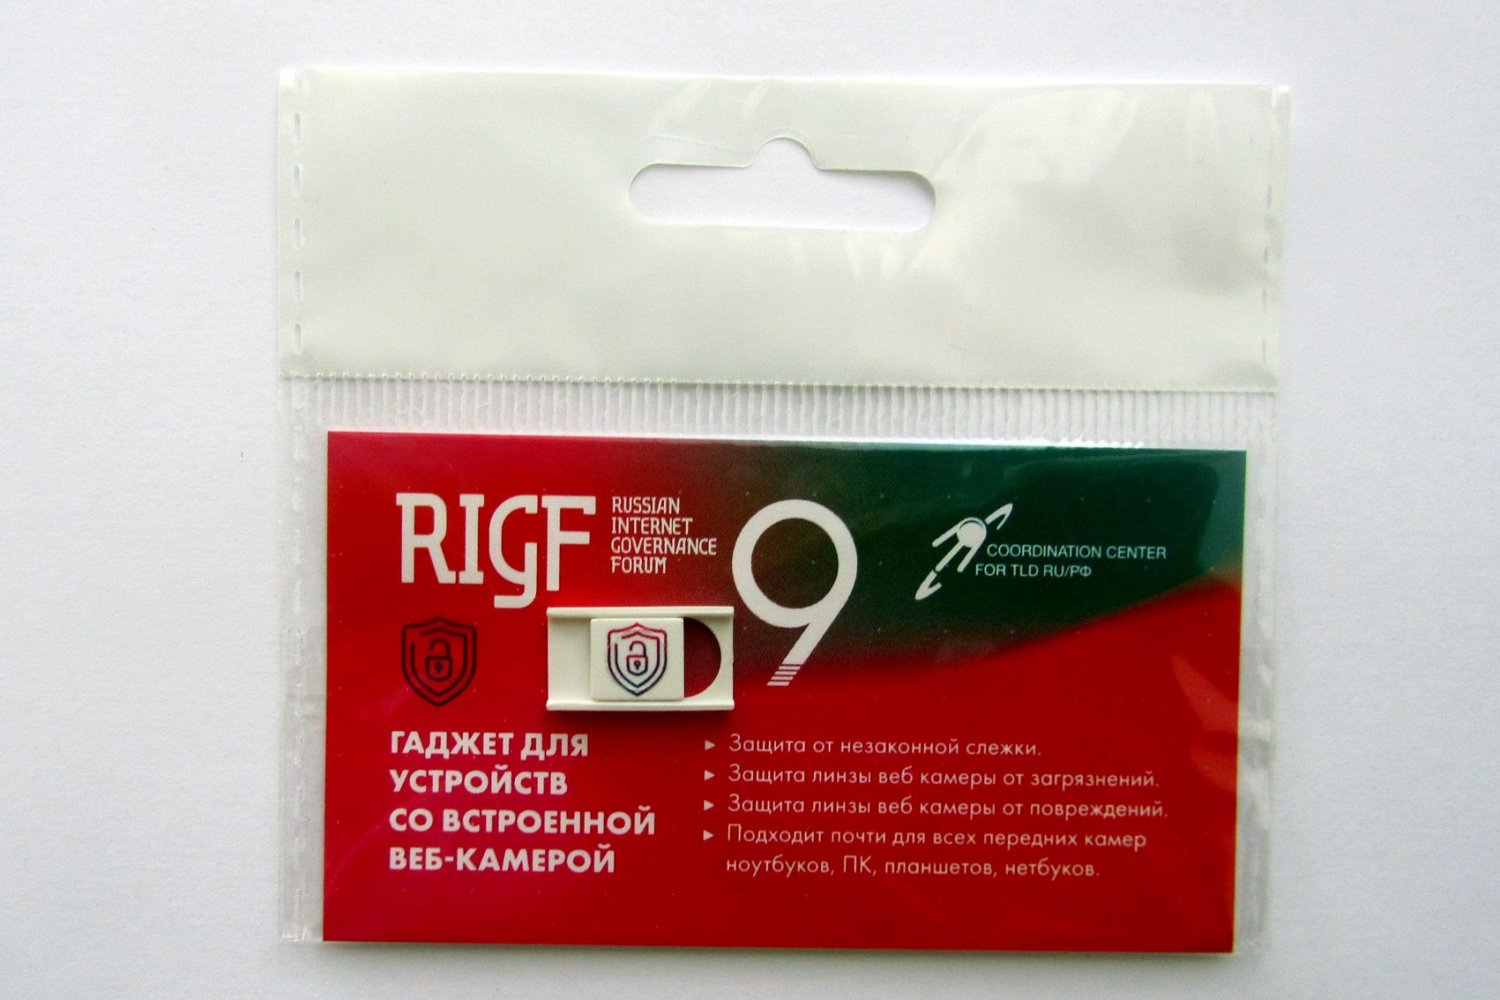 RIGF
RUSSIAN
INTERNET
GOVERNANCE
FORUM
9
COORDINATION CENTER
FOR TLD RU/РФ
ГАДЖЕТ ДЛЯ
УСТРОЙСТВ
СО ВСТРОЕННОЙ
ВЕБ-КАМЕРОЙ
Защита от незаконной слежки.
Защита линзы веб камеры от загрязнений.
Защита линзы веб камеры от повреждений.
Подходит почти для всех передних камер
ноутбуков, ПК, планшетов, нетбуков.